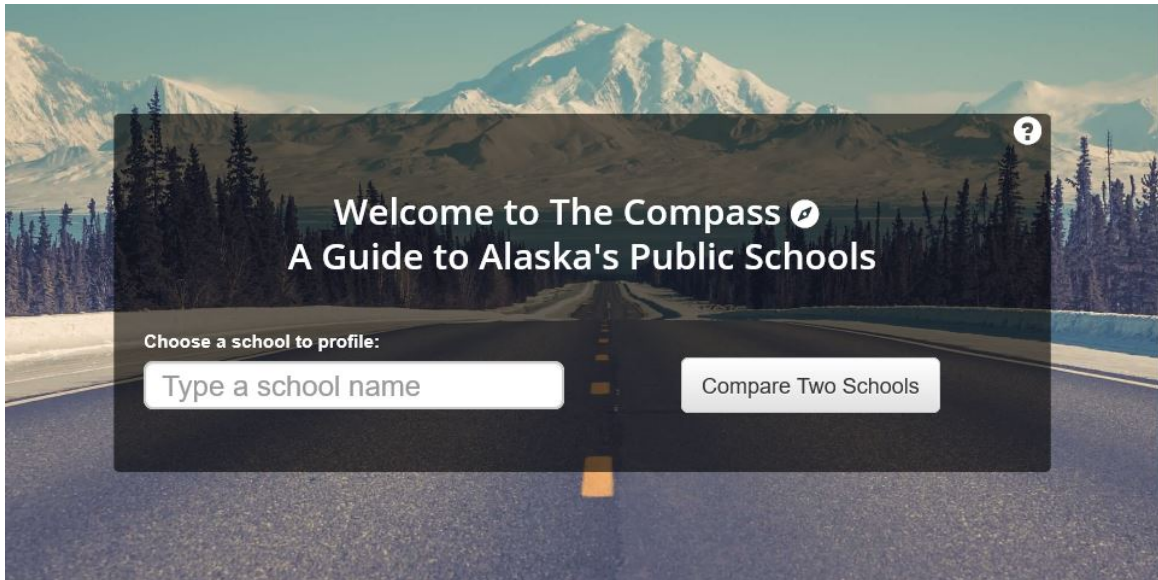 Welcome to The Compass
A Guide to Alaska's Public Schools
Choose a school to profile:
Type a school name
Compare Two Schools
?